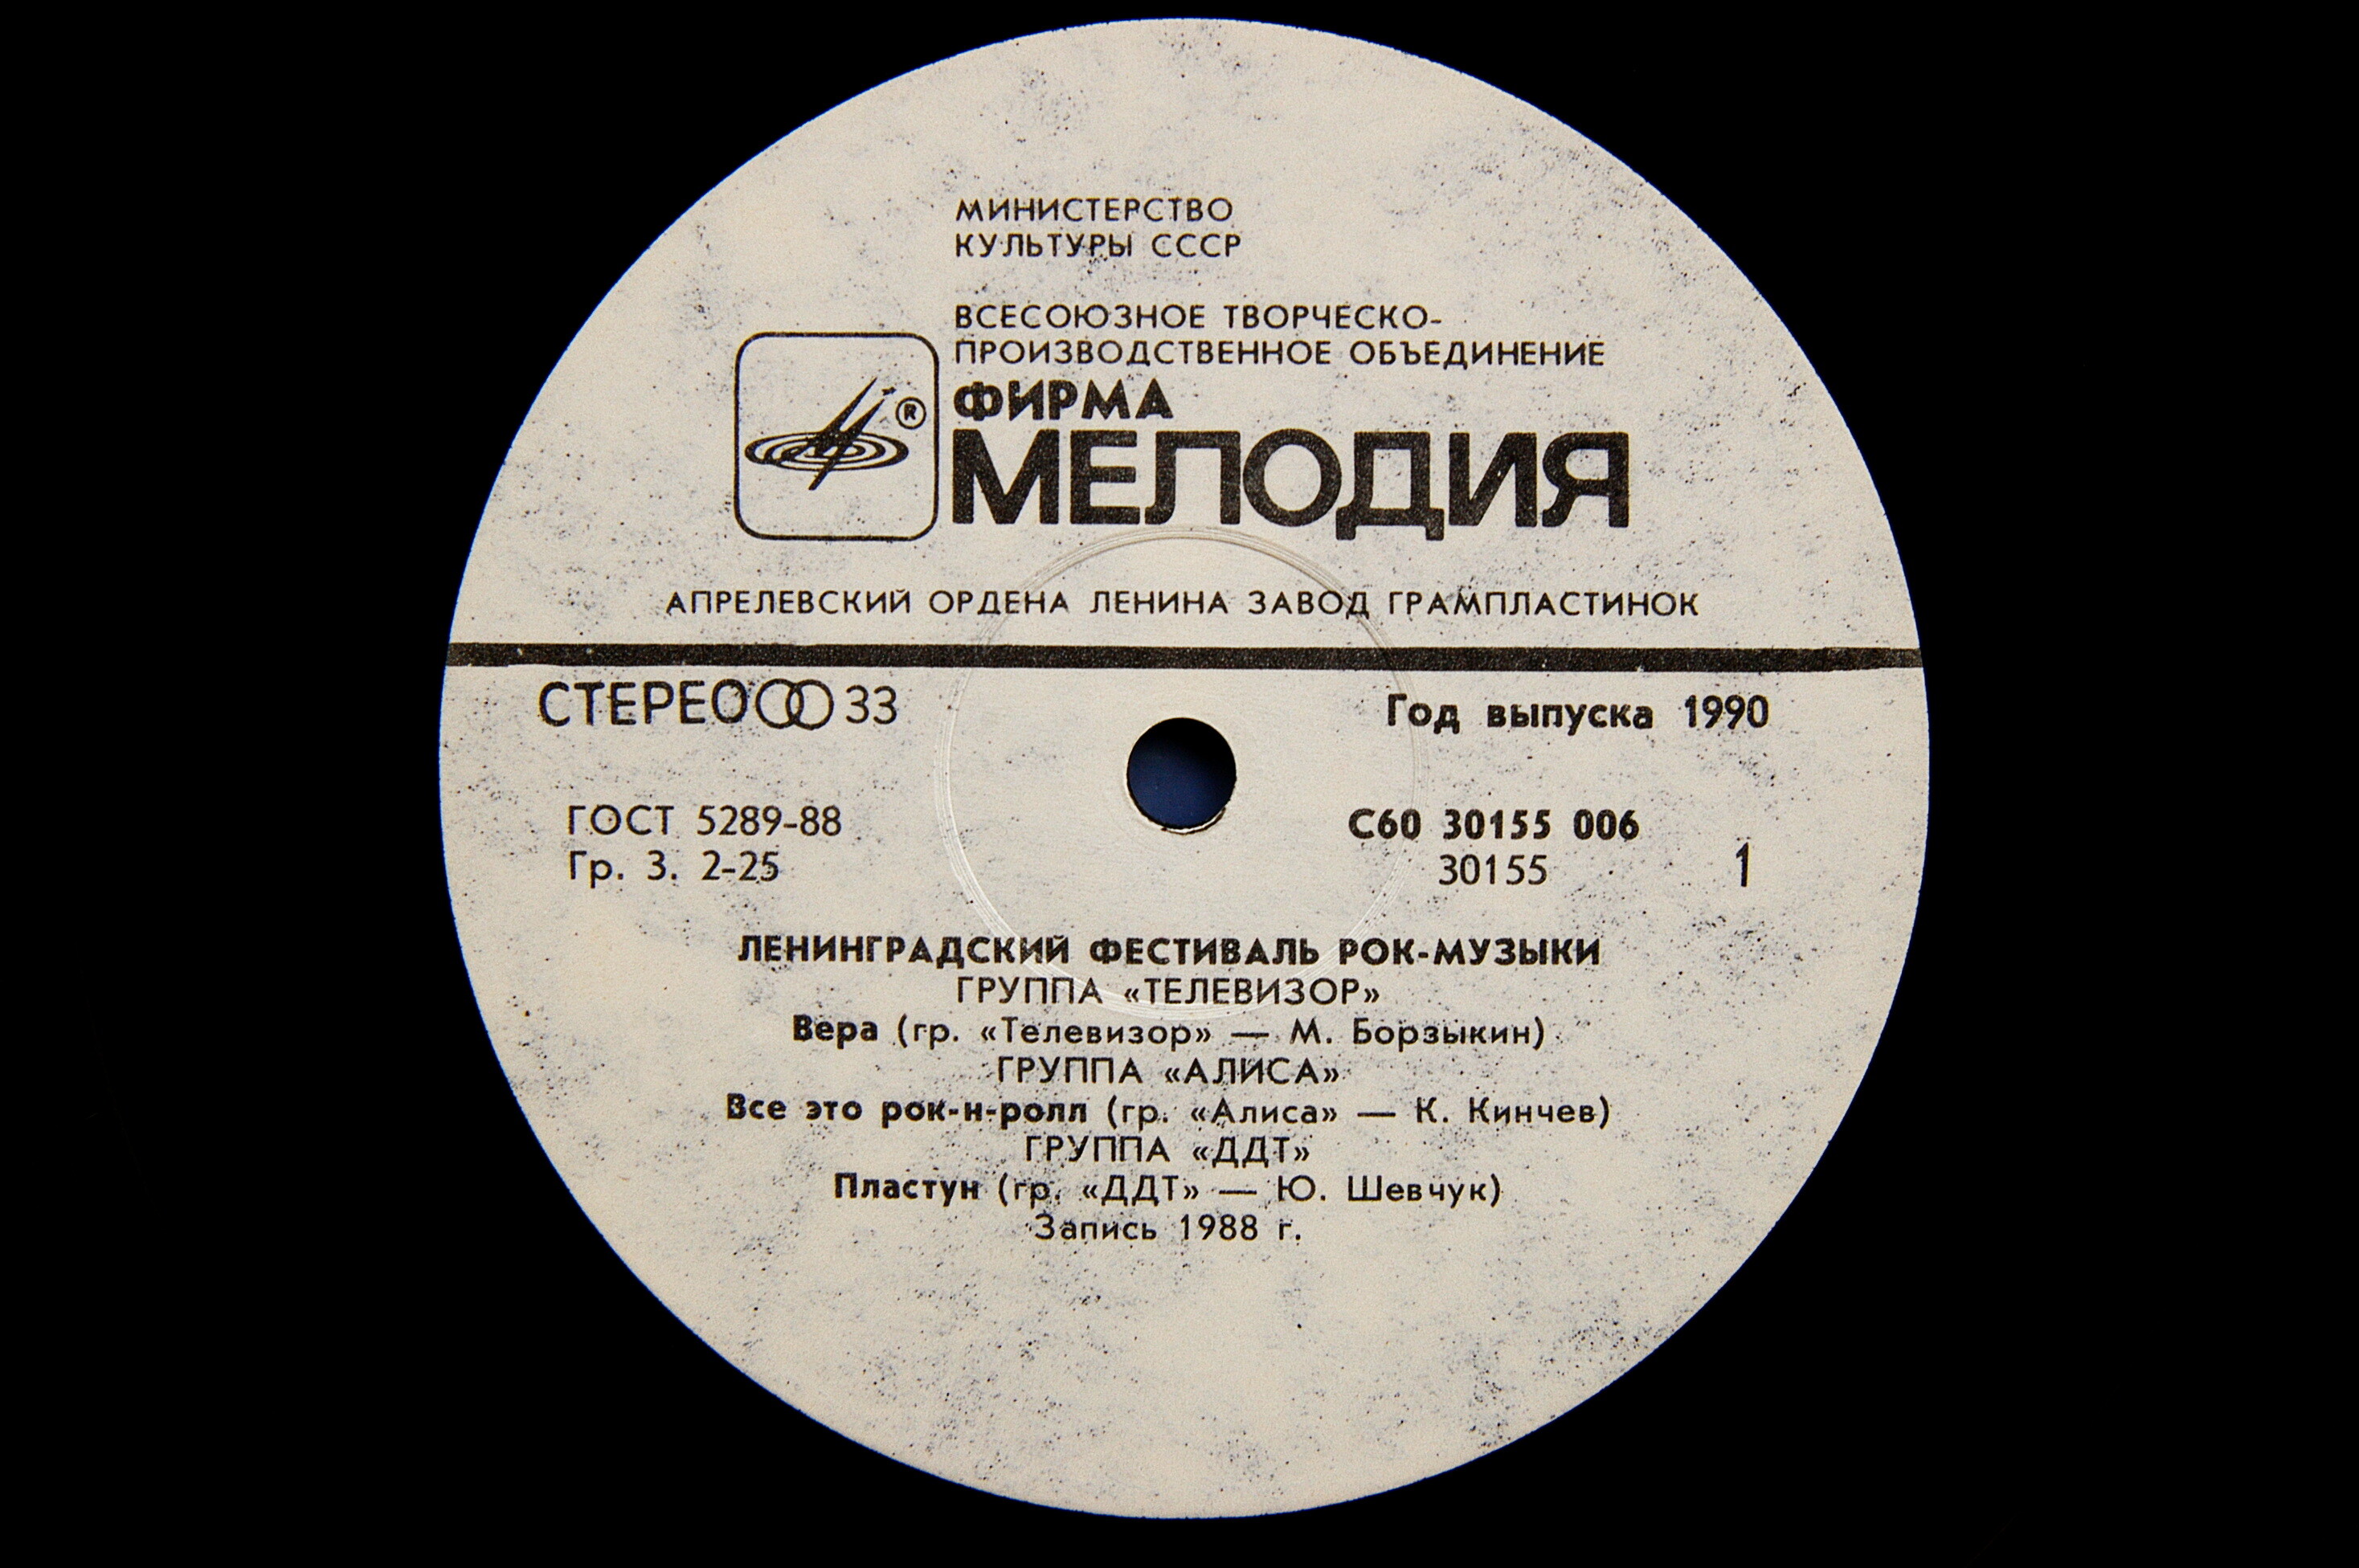 МИНИСТЕРСТВО
КУЛЬТУРЫ СССР
ВСЕСОЮЗНОЕ ТВОРЧЕСКО-
ПРОИЗВОДСТВЕННОЕ ОБЪЕДИНЕНИЕ
ФИРМА
®
МЕЛОДИЯ
АПРЕЛЕВСКИЙ ОРДЕНА ЛЕНИНА ЗАВОД ГРАМПЛАСТИНОК
СТЕРЕО 33
Год выпуска 1990
ГОСТ 5289-88
Гр. 3. 2-25
С60 30155 006
30155
1
ЛЕНИНГРАДСКИЙ ФЕСТИВАЛЬ РОК-МУЗЫКИ
ГРУППА «ТЕЛЕВИЗОР»
Вера (гр. «Телевизор» — М. Борзыкин)
ГРУППА «АЛИСА»
Все это рок-н-ролл (гр. «Алиса» — К. Кинчев)
ГРУППА «ДДТ»
Пластун (гр. «ДДТ» — Ю. Шевчук)
Запись 1988 г.